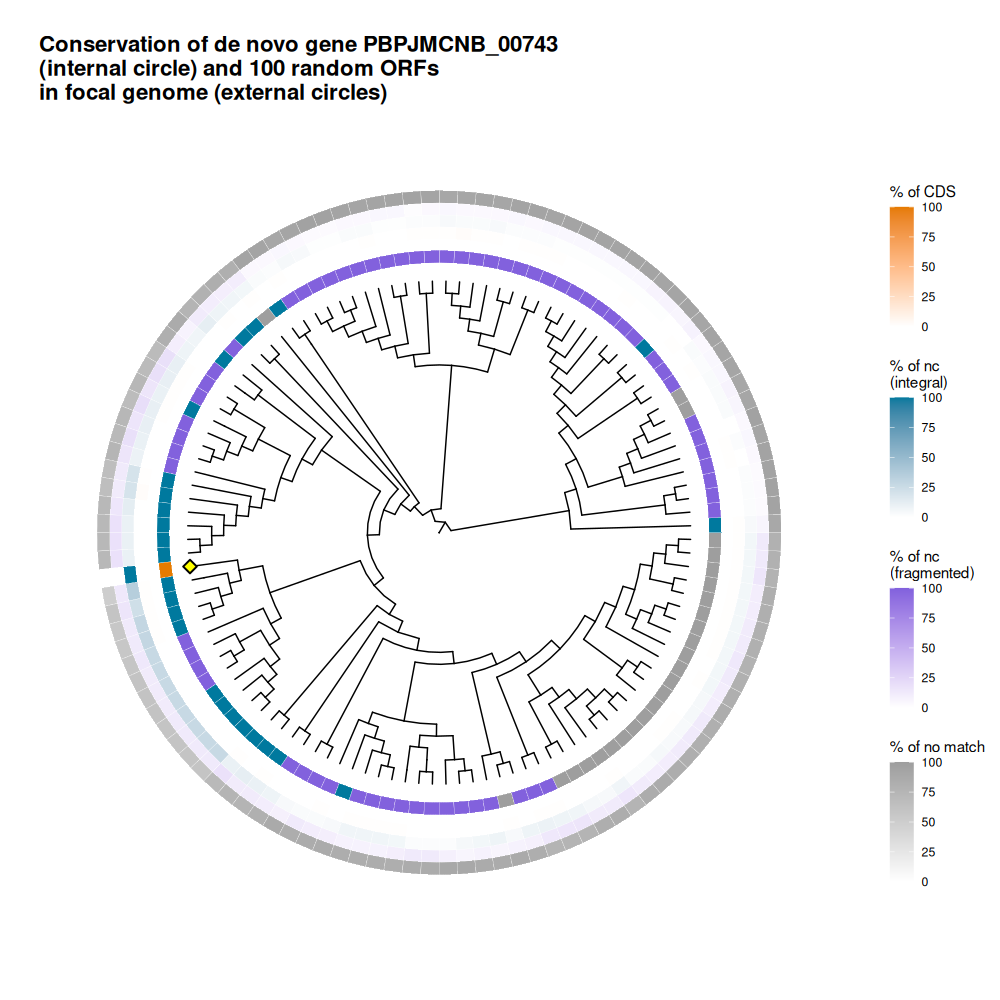 Conservation of de novo gene PBPJMCNB_00743
(internal circle) and 100 random ORFs
in focal genome (external circles)
% of CDS
100
75
50
25
0
% of nc
(integral)
100
75
50
25
0
% of nc
(fragmented)
100
75
50
25
0
% of no match
100
75
50
25
0